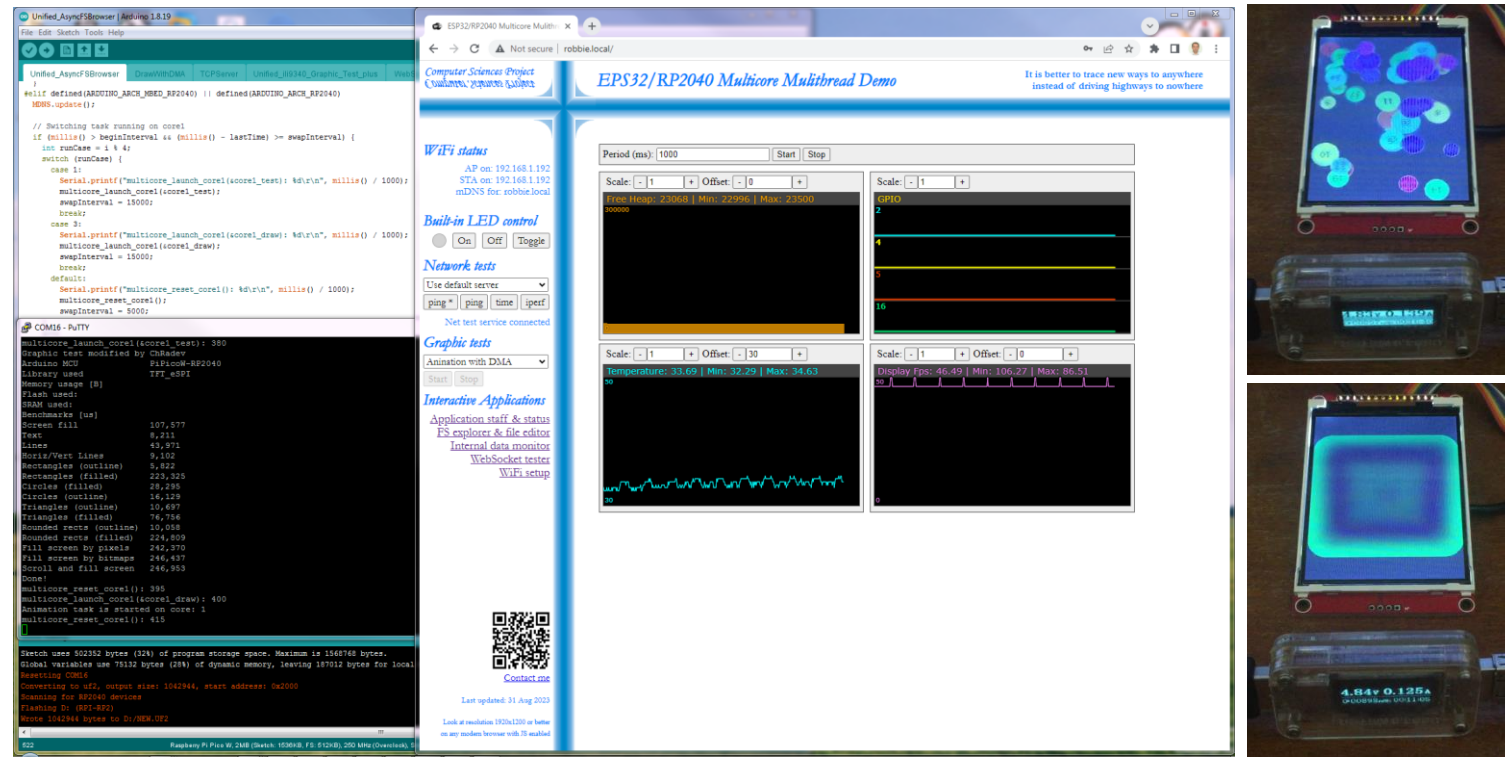 Unified_AsyncFSBrowser | Arduino 1.8.19
File Edit Sketch Tools Help
Unified_AsyncFSBrowser DrawWithDMA TCPServer Unified_ili9340_Graphic_Test_plus
#elif defined(ARDUINO_ARCH_MBED_RP2040) || defined(ARDUINO_ARCH_RP2040)
MDNS.update();
// Switching task running on core1
if (millis() > beginInterval && (millis() - lastTime) >= swapInterval) {
int runCase = i % 4;
switch (runCase) {
case 1:
Serial.printf("multicore_launch_core1(&core1_test): %d\r\n", millis() / 1000);
multicore_launch_core1(&core1_test);
swapInterval = 15000;
break;
case 3:
Serial.printf("multicore_launch_core1(&core1_draw): %d\r\n", millis() / 1000);
multicore_launch_core1(&core1_draw);
swapInterval = 15000;
break;
default:
Serial.printf("multicore_reset_core1(): %d\r\n", millis() / 1000);
multicore_reset_core1();
swapInterval = 5000;
COM16 - PuTTY
multicore_launch_core1(&core1_test): 380
Graphic test modified by ChRadev
Arduino MCU PiPicoW-RP2040
Library used TFT_eSPI
Memory usage [B]
Flash used:
SRAM used:
Benchmarks [us]
Screen fill 107,577
Text 8,211
Lines 43,971
Horiz/Vert Lines 9,102
Rectangles (outline) 5,822
Rectangles (filled) 223,325
Circles (filled) 28,295
Circles (outline) 16,129
Triangles (outline) 10,697
Triangles (filled) 76,756
Rounded rects (outline) 10,058
Rounded rects (filled) 224,809
Fill screen by pixels 242,370
Fill screen by bitmaps 246,437
Scroll and fill screen 246,953
Done!
multicore_reset_core1(): 395
multicore_launch_core1(&core1_draw): 400
Animation task is started on core: 1
multicore_reset_core1(): 415
Sketch uses 502352 bytes (32%) of program storage space. Maximum is 1568768 bytes.
Global variables use 75132 bytes (28%) of dynamic memory, leaving 187012 bytes for local
Resetting COM16
Converting to uf2, output size: 1042944, start address: 0x2000
Scanning for RP2040 devices
Flashing D: (RPI-RP2)
Wrote 1042944 bytes to D:/NEW.UF2
622 Raspberry Pi Pico W, 2MB (Sketch: 1536KB, FS: 512KB), 250 MHz (Overclock),
ESP32/RP2040 Multicore Mulithr
Not secure | robbie.local/
Computer Sciences Project
EPS32/RP2040 Multicore Mulithread Demo
It is better to trace new ways to anywhere
instead of driving highways to nowhere
WiFi status
AP on: 192.168.1.192
STA on: 192.168.1.192
mDNS for: robbie.local
Built-in LED control
On Off Toggle
Network tests
Use default server
ping * ping time iperf
Net test service connected
Graphic tests
Animation with DMA
Start Stop
Interactive Applications
Application staff & status
FS explorer & file editor
Internal data monitor
WebSocket tester
WiFi setup
Contact me
Last updated: 31 Aug 2023
Look at resolution 1920x1200 or better
on any modern browser with JS enabled
Period (ms): 1000 Start Stop
Scale: - 1 + Offset: - 0 +
Free Heap: 23068 | Min: 22996 | Max: 23500
300000
0
Scale: - 1 +
GPIO
2
4
5
16
Scale: - 1 + Offset: - 30 +
Temperature: 33.69 | Min: 32.29 | Max: 34.63
50
30
Scale: - 1 + Offset: - 0 +
Display Fps: 46.49 | Min: 106.27 | Max: 86.51
50
0
4.83v 0.139A
4.84v 0.125A